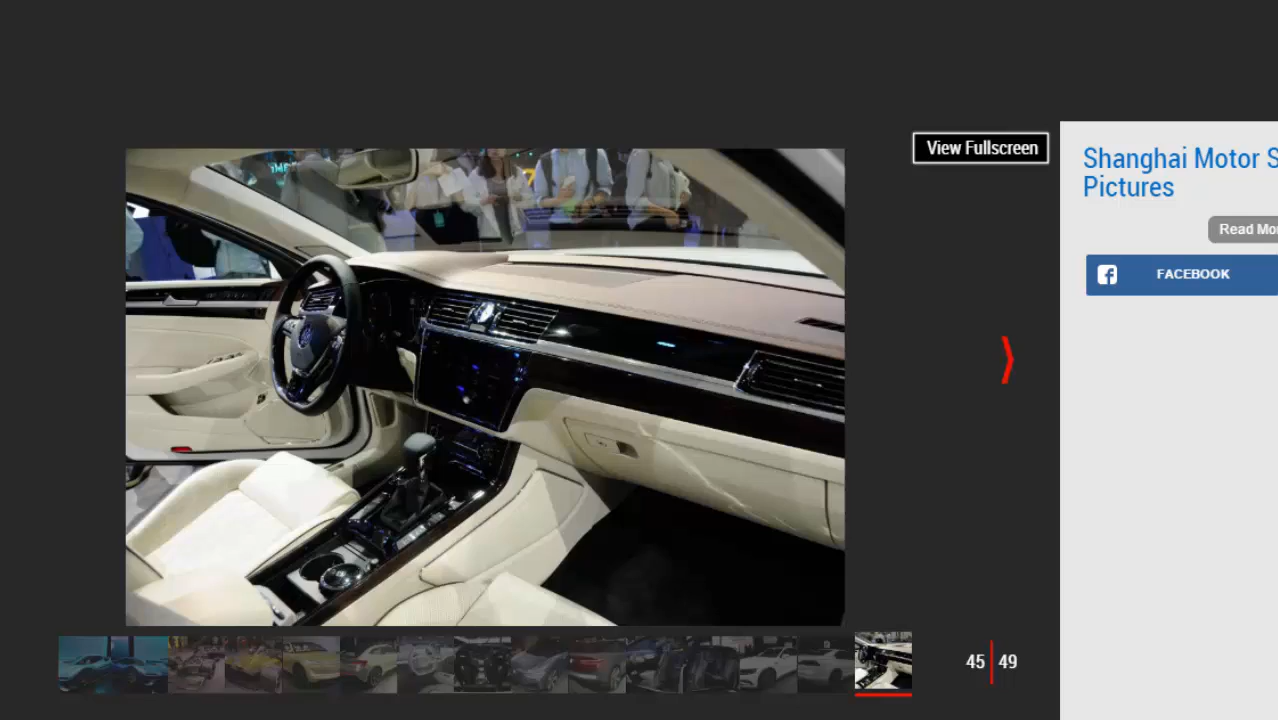 View Fullscreen
Shanghai Motor S
Pictures
Read Mo
FACEBOOK
45 49